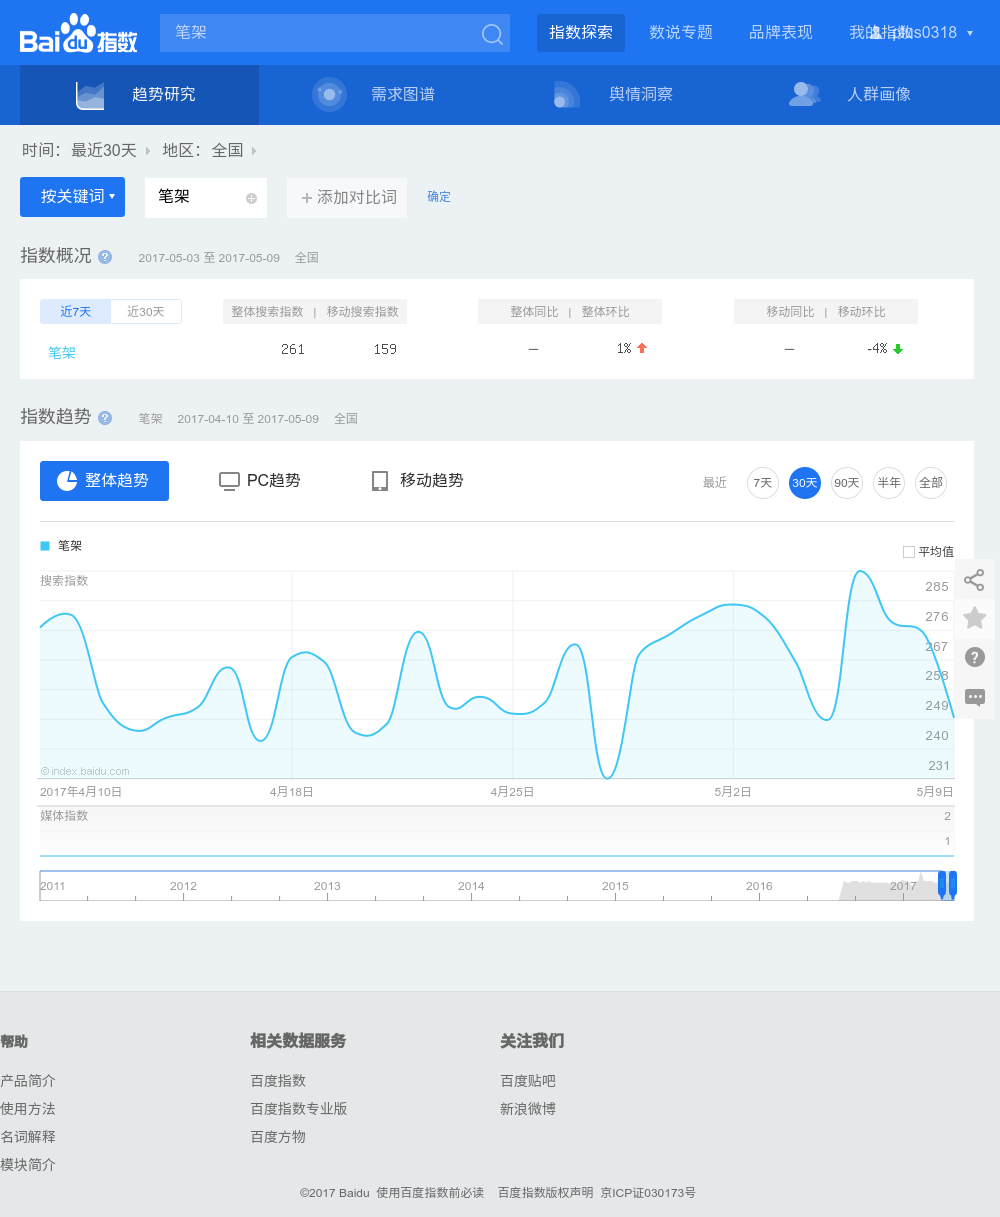 Baidu指数 笔架 指数探索 数说专题 品牌表现 我的指数 plus0318
趋势研究 需求图谱 舆情洞察 人群画像
时间： 最近30天 地区： 全国
按关键词 笔架 添加对比词 确定
指数概况 ? 2017-05-03 至 2017-05-09 全国
近7天 近30天 整体搜索指数 | 移动搜索指数 整体同比 | 整体环比 移动同比 | 移动环比
笔架 261 159 – 1% – -4%
指数趋势 ? 笔架 2017-04-10 至 2017-05-09 全国
整体趋势 PC趋势 移动趋势 最近 7天 30天 90天 半年 全部
笔架
平均值
搜索指数
285
276
267
258
249
240
231
©index.baidu.com
2017年4月10日 4月18日 4月25日 5月2日 5月9日
媒体指数 2
1
2011 2012 2013 2014 2015 2016 2017
帮助 相关数据服务 关注我们
产品简介 百度指数 百度贴吧
使用方法 百度指数专业版 新浪微博
名词解释 百度方物
模块简介
©2017 Baidu 使用百度指数前必读 百度指数版权声明 京ICP证030173号